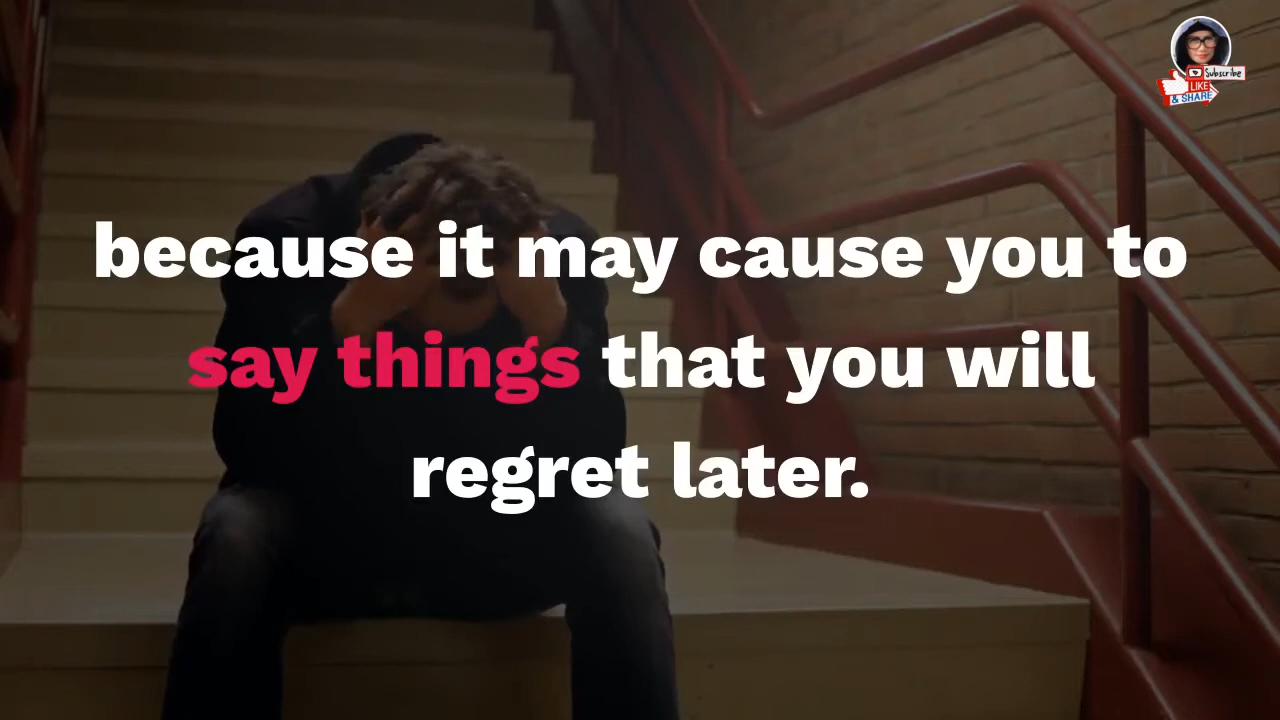 because it may cause you to
say things that you will
regret later.
Subscribe
LIKE
& SHARE